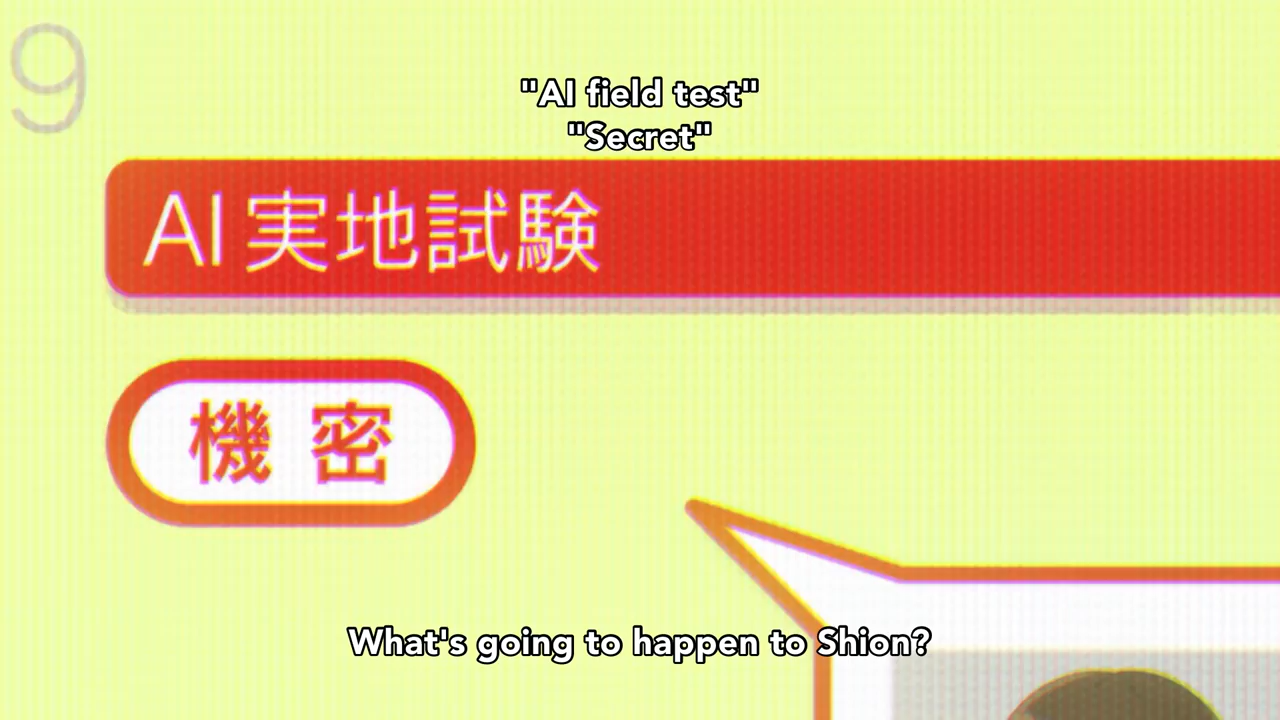 9
"AI field test"
"Secret"
AI実地試験
機密
What's going to happen to Shion?